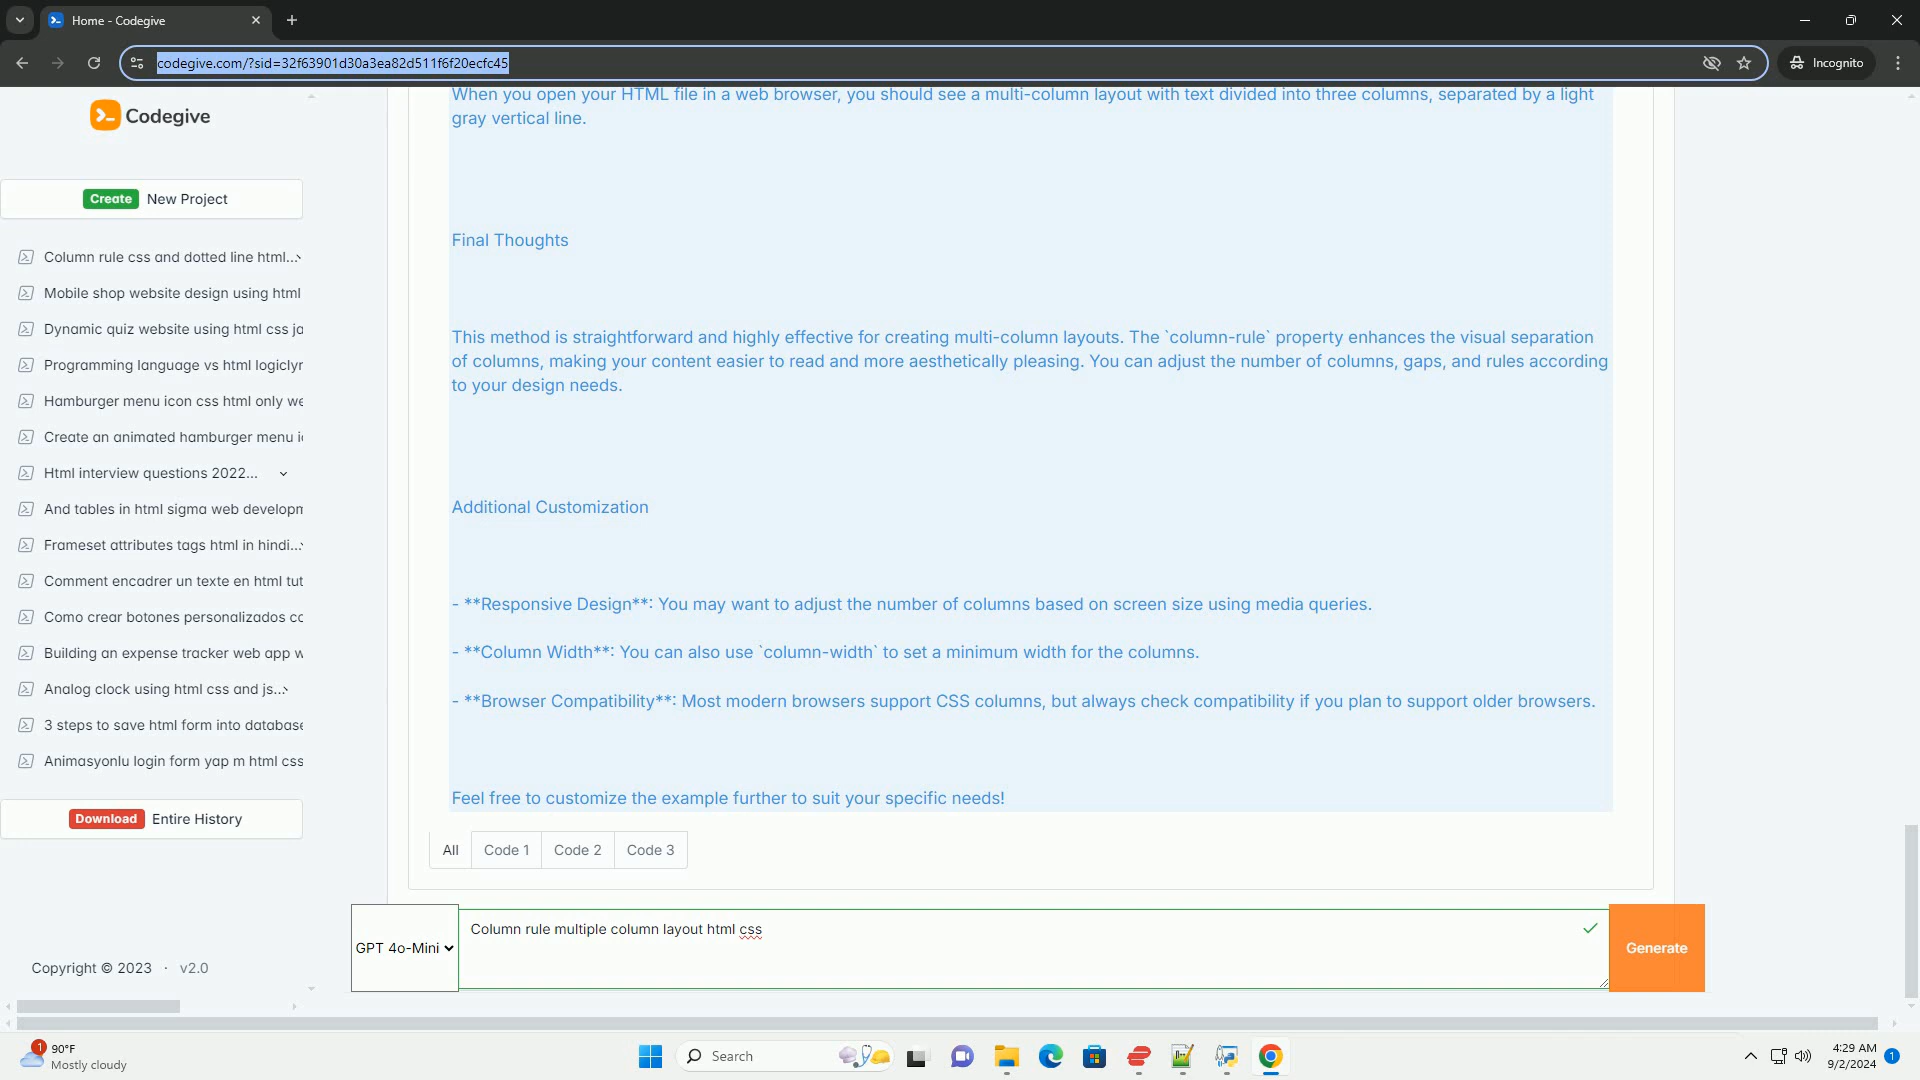 Home - Codegive
codegive.com/?sid=32f63901d30a3ea82d511f6f20ecfc45
Incognito
Codegive
Create New Project
Column rule css and dotted line html...
Mobile shop website design using html
Dynamic quiz website using html css ja
Programming language vs html logiclyr
Hamburger menu icon css html only we
Create an animated hamburger menu i
Html interview questions 2022...
And tables in html sigma web developm
Frameset attributes tags html in hindi...
Comment encadrer un texte en html tut
Como crear botones personalizados co
Building an expense tracker web app w
Analog clock using html css and js...
3 steps to save html form into database
Animasyonlu login form yap m html css
Download Entire History
Copyright © 2023 · v2.0
When you open your HTML file in a web browser, you should see a multi-column layout with text divided into three columns, separated by a light
gray vertical line.
Final Thoughts
This method is straightforward and highly effective for creating multi-column layouts. The `column-rule` property enhances the visual separation
of columns, making your content easier to read and more aesthetically pleasing. You can adjust the number of columns, gaps, and rules according
to your design needs.
Additional Customization
- **Responsive Design**: You may want to adjust the number of columns based on screen size using media queries.
- **Column Width**: You can also use `column-width` to set a minimum width for the columns.
- **Browser Compatibility**: Most modern browsers support CSS columns, but always check compatibility if you plan to support older browsers.
Feel free to customize the example further to suit your specific needs!
All Code 1 Code 2 Code 3
GPT 4o-Mini
Column rule multiple column layout html css
Generate
1
90°F
Mostly cloudy
Search
4:29 AM
9/2/2024
1